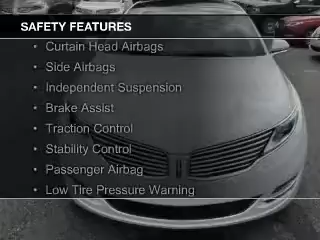 SAFETY FEATURES
• Curtain Head Airbags
• Side Airbags
• Independent Suspension
• Brake Assist
• Traction Control
• Stability Control
• Passenger Airbag
• Low Tire Pressure Warning